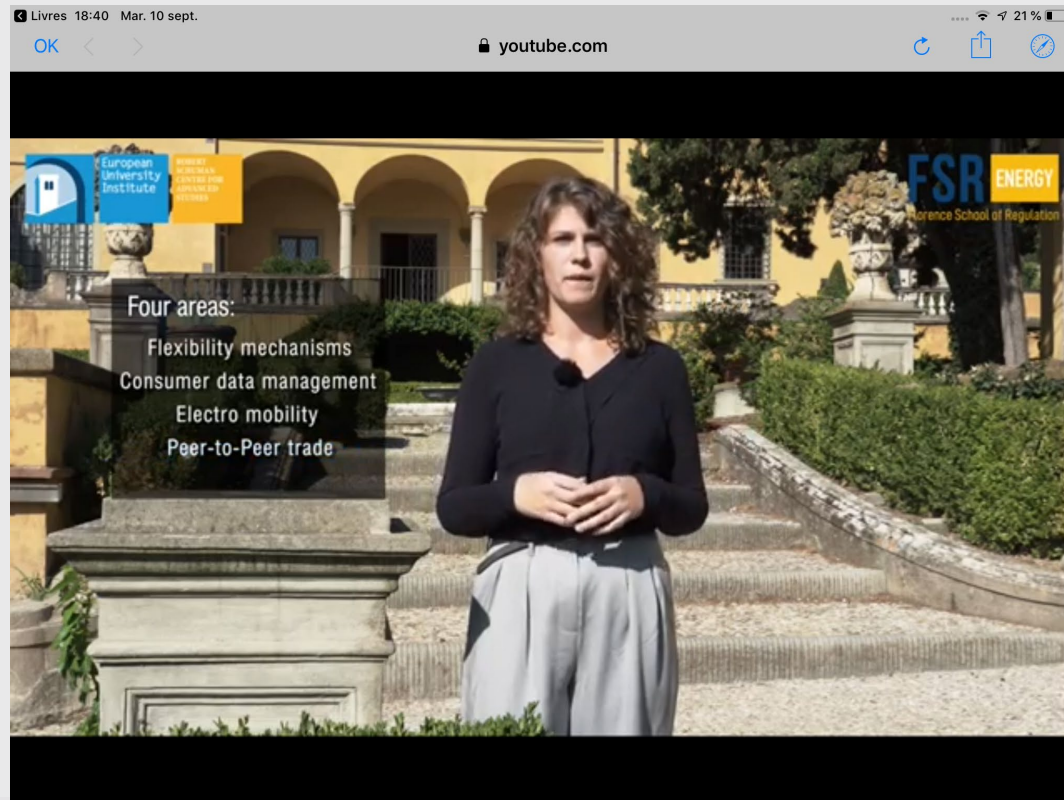 Livres 18:40 Mar. 10 sept.
21 %
OK
youtube.com
European
University
Institute
ROBERT
SCHUMAN
CENTRE FOR
ADVANCED
STUDIES
FSR ENERGY
Florence School of Regulation
Four areas:
Flexibility mechanisms
Consumer data management
Electro mobility
Peer-to-Peer trade